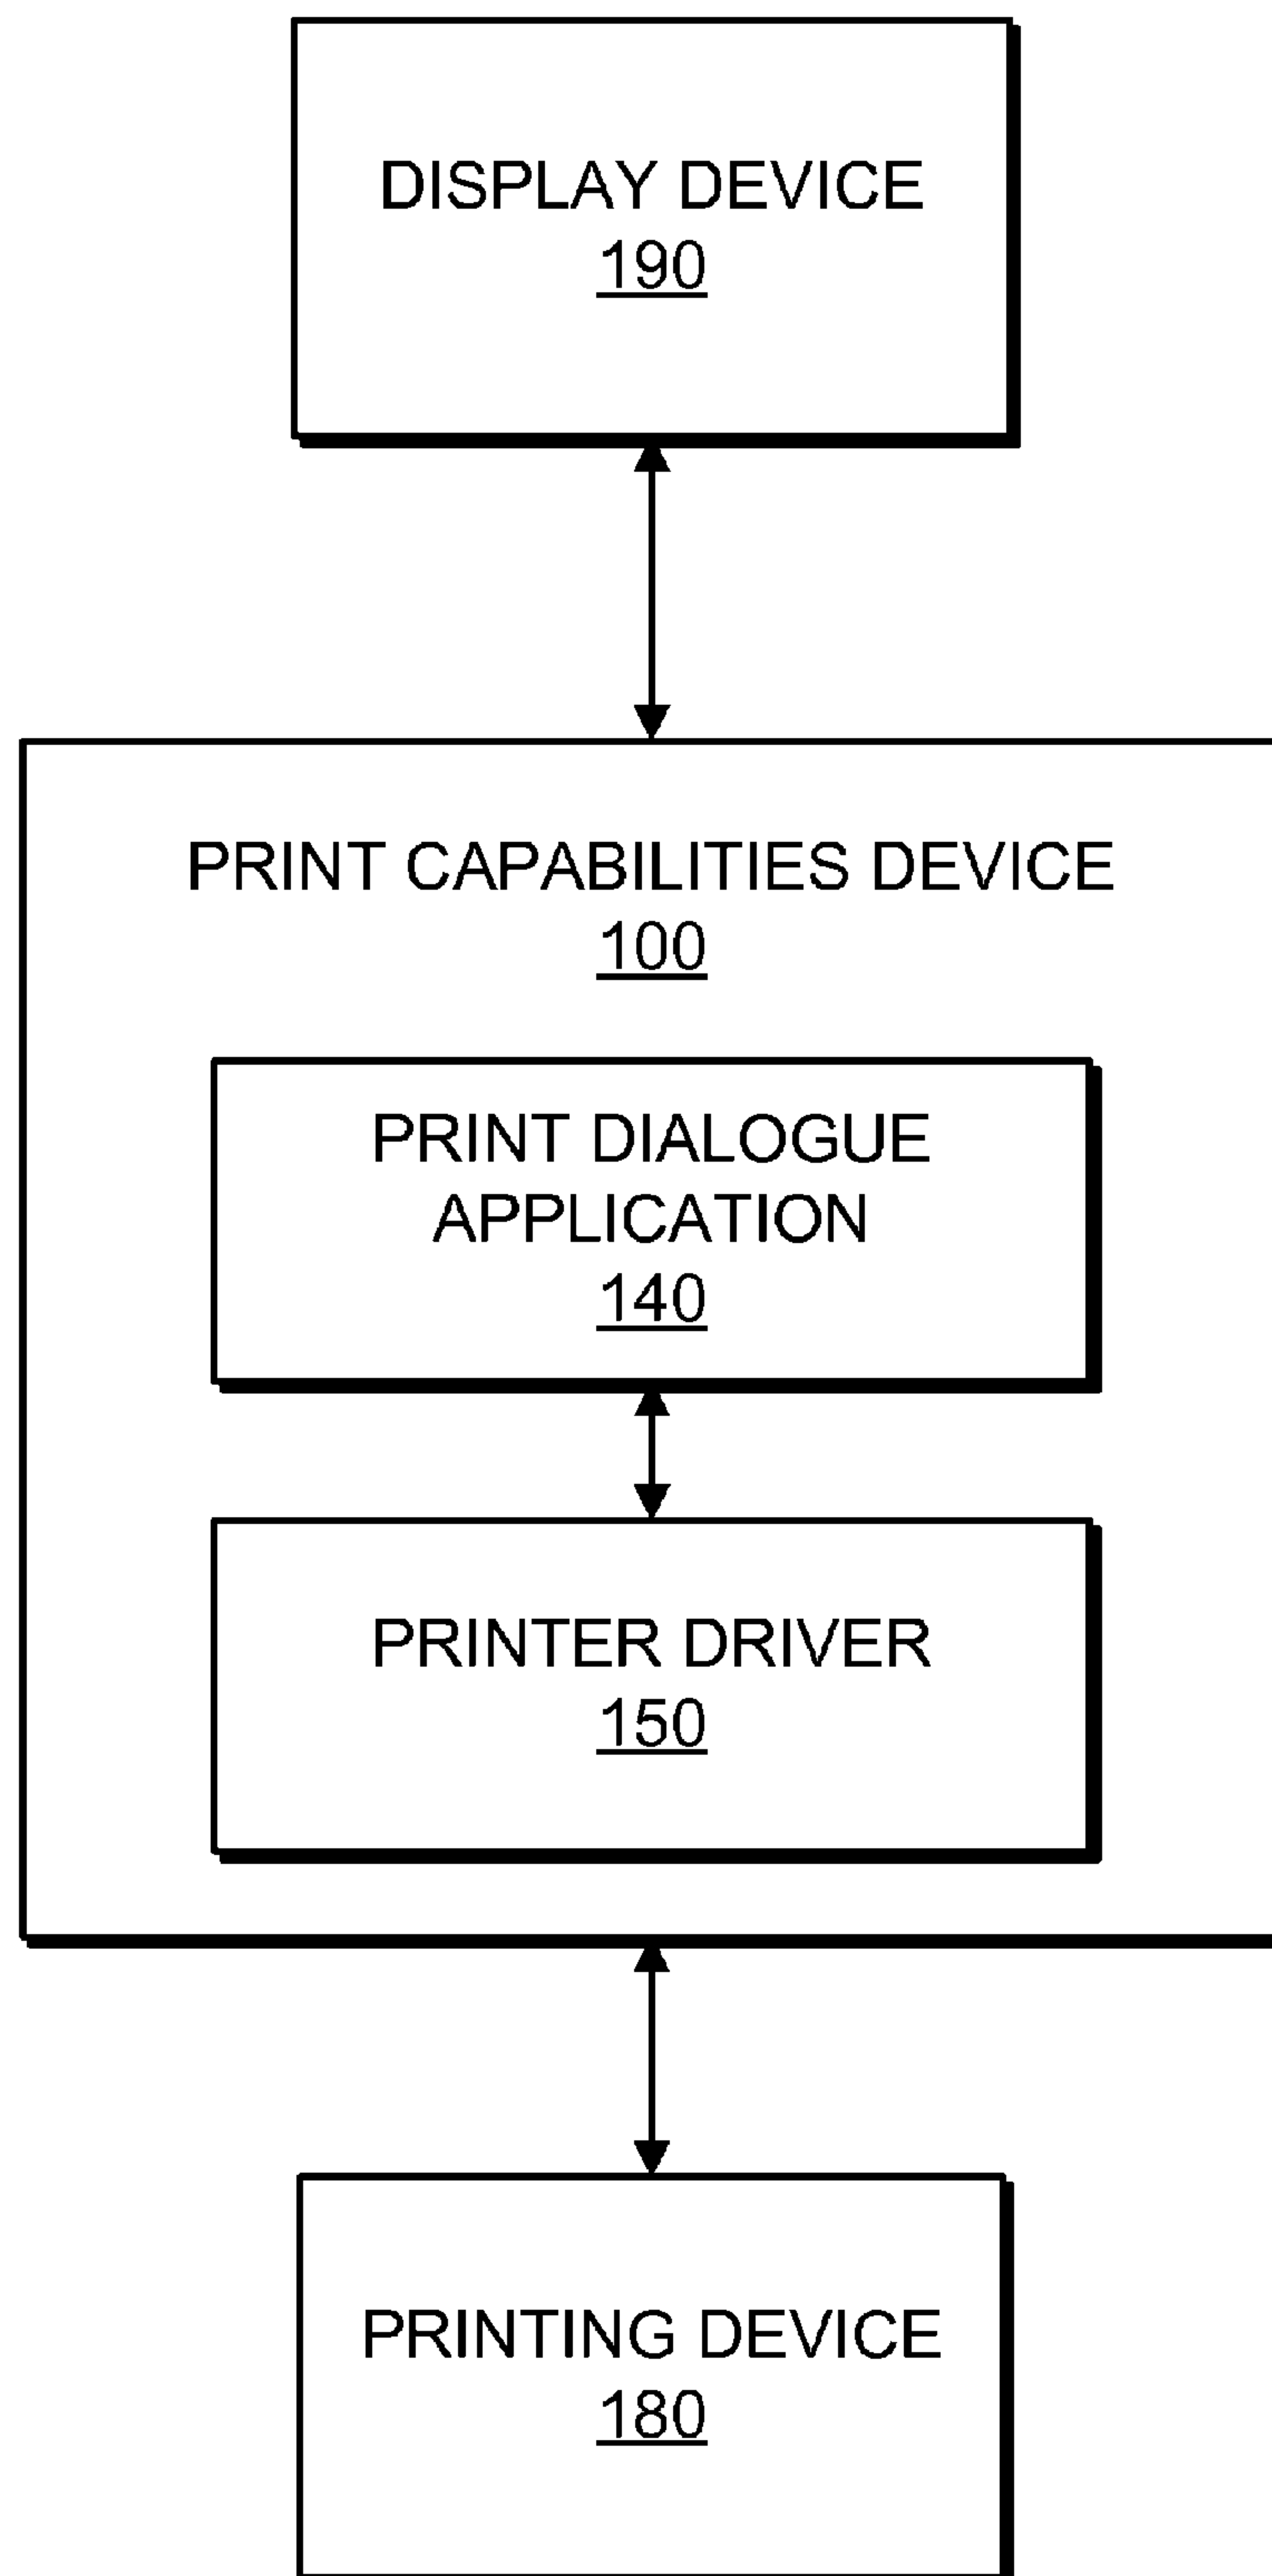 DISPLAY DEVICE
190
PRINT CAPABILITIES DEVICE
100
PRINT DIALOGUE
APPLICATION
140
PRINTER DRIVER
150
PRINTING DEVICE
180